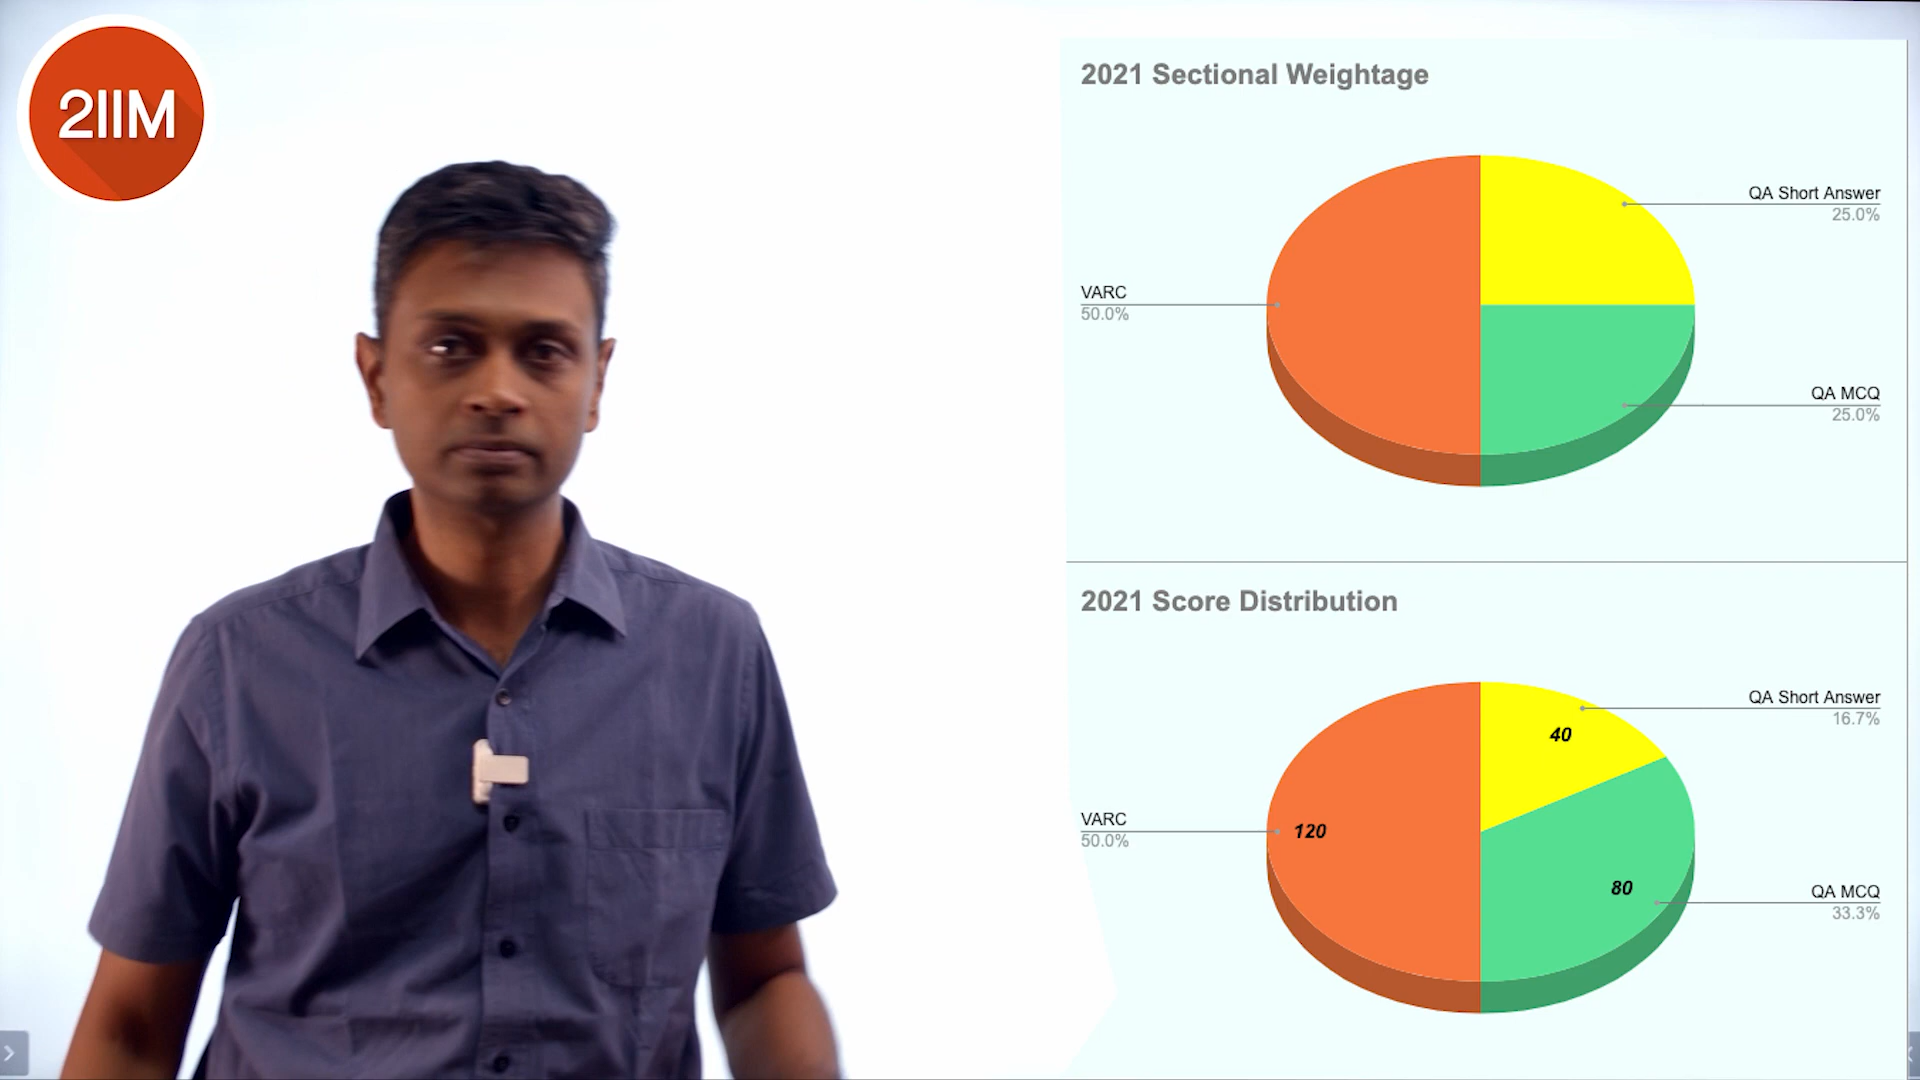 2IIM
2021 Sectional Weightage
QA Short Answer
25.0%
VARC
50.0%
QA MCQ
25.0%
2021 Score Distribution
QA Short Answer
16.7%
40
VARC
50.0%
120
80
QA MCQ
33.3%